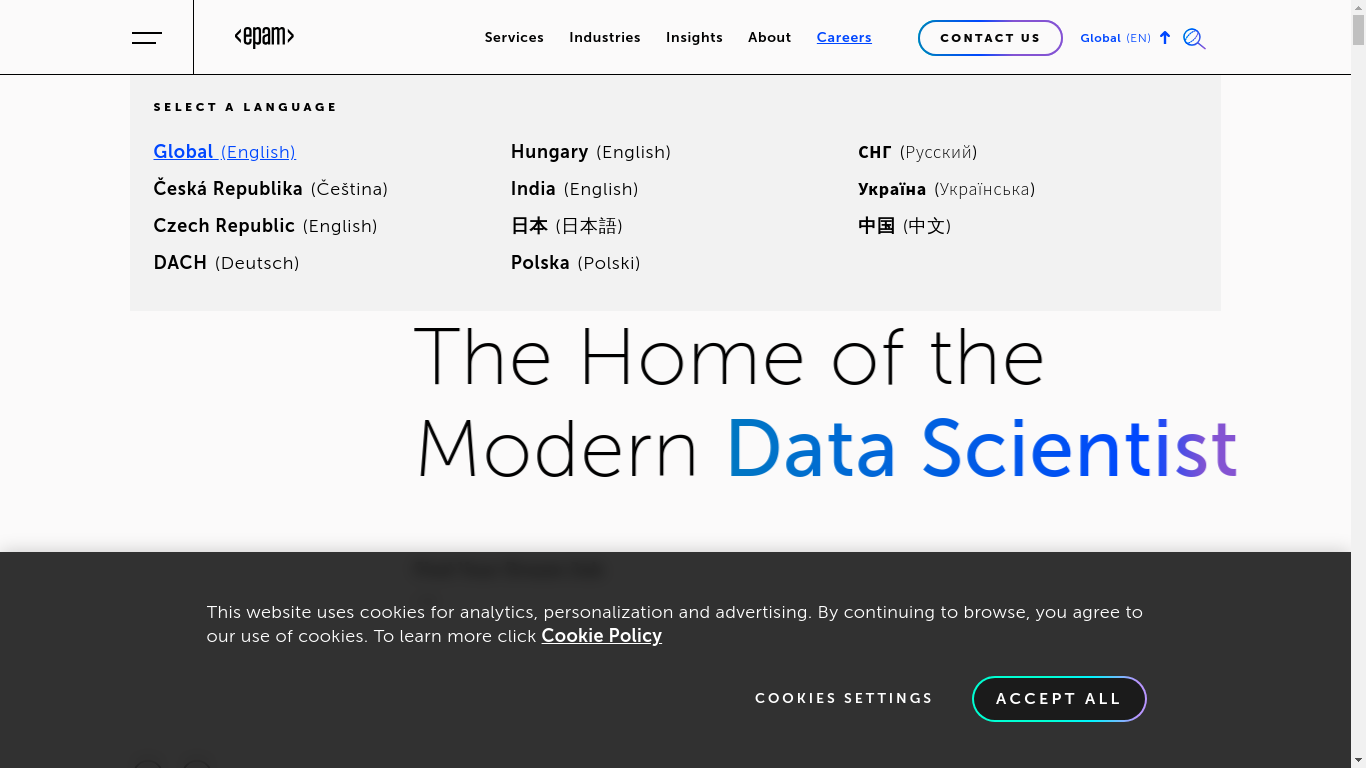 <epam>
Services Industries Insights About Careers CONTACT US Global (EN)
SELECT A LANGUAGE
Global (English)
Česká Republika (Čeština)
Czech Republic (English)
DACH (Deutsch)
Hungary (English)
India (English)
日本 (日本語)
Polska (Polski)
СНГ (Русский)
Україна (Українська)
中国 (中文)
The Home of the
Modern Data Scientist
This website uses cookies for analytics, personalization and advertising. By continuing to browse, you agree to
our use of cookies. To learn more click Cookie Policy
COOKIES SETTINGS ACCEPT ALL